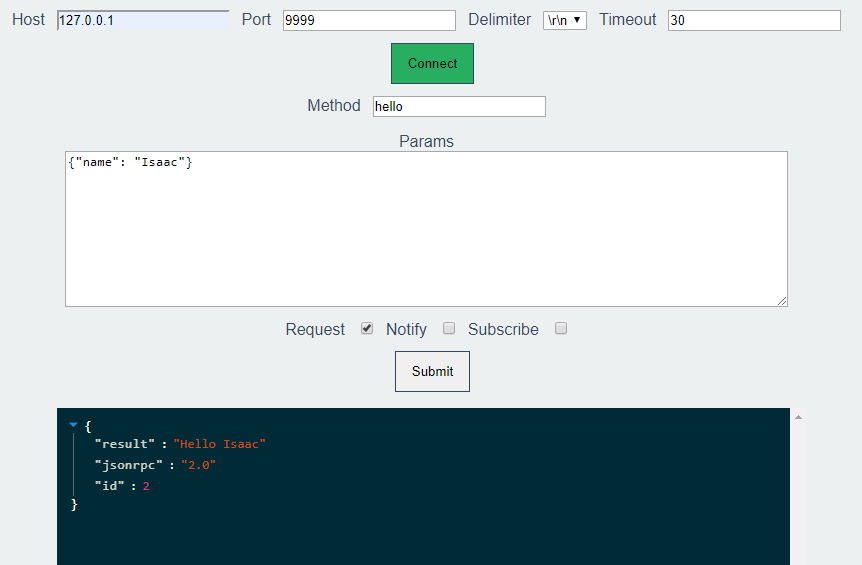 Host 127.0.0.1 Port 9999 Delimiter \r\n Timeout 30
Connect
Method hello
Params
{"name": "Isaac"}
Request Notify Subscribe
Submit
{
"result" : "Hello Isaac"
"jsonrpc" : "2.0"
"id" : 2
}